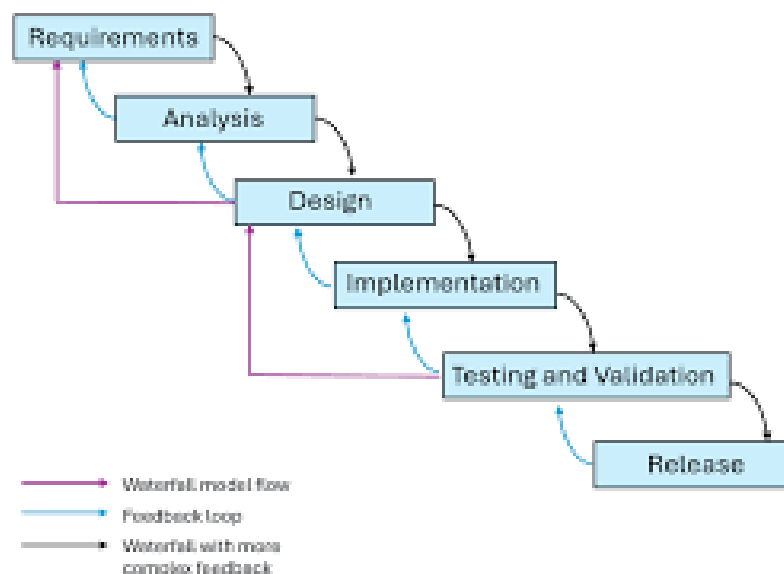 Requirements
Analysis
Design
Implementation
Testing and Validation
Release
Waterfall model flow
Feedback loop
Waterfall with more
complex feedback